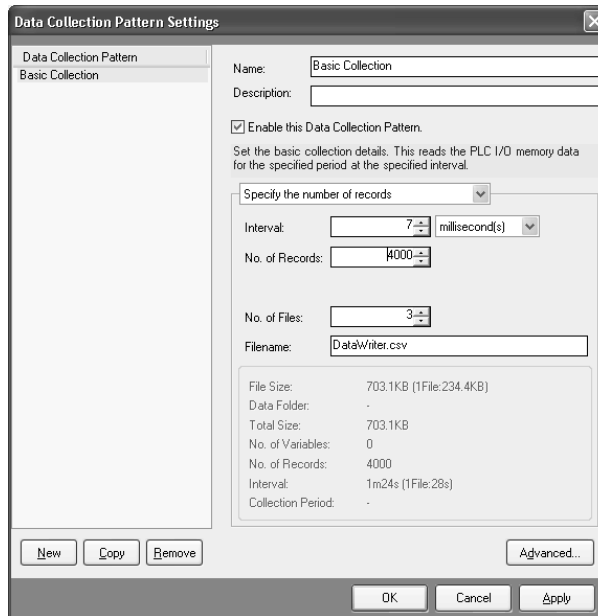 Data Collection Pattern Settings
Data Collection Pattern
Basic Collection
Name: Basic Collection
Description:
Enable this Data Collection Pattern.
Set the basic collection details. This reads the PLC I/O memory data
for the specified period at the specified interval.
Specify the number of records
Interval: 7 millisecond(s)
No. of Records: 4000
No. of Files: 3
Filename: DataWriter.csv
File Size: 703.1KB (1File:234.4KB)
Data Folder: -
Total Size: 703.1KB
No. of Variables: 0
No. of Records: 4000
Interval: 1m24s (1File:28s)
Collection Period: -
New Copy Remove Advanced...
OK Cancel Apply